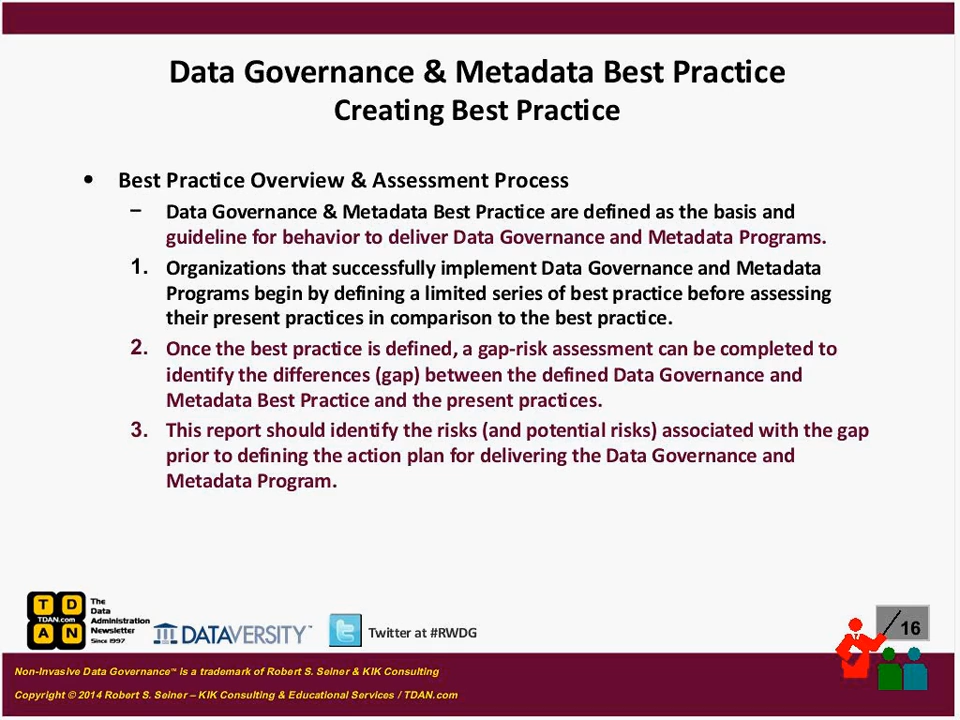 Data Governance & Metadata Best Practice
Creating Best Practice
• Best Practice Overview & Assessment Process
– Data Governance & Metadata Best Practice are defined as the basis and
guideline for behavior to deliver Data Governance and Metadata Programs.
1. Organizations that successfully implement Data Governance and Metadata
Programs begin by defining a limited series of best practice before assessing
their present practices in comparison to the best practice.
2. Once the best practice is defined, a gap-risk assessment can be completed to
identify the differences (gap) between the defined Data Governance and
Metadata Best Practice and the present practices.
3. This report should identify the risks (and potential risks) associated with the gap
prior to defining the action plan for delivering the Data Governance and
Metadata Program.
T D
TDAN.com
A N
The
Data
Administration
Newsletter
Since 1997
DATAVERSITY™
Twitter at #RWDG
16
Non-Invasive Data Governance™ is a trademark of Robert S. Seiner & KIK Consulting
Copyright © 2014 Robert S. Seiner – KIK Consulting & Educational Services / TDAN.com